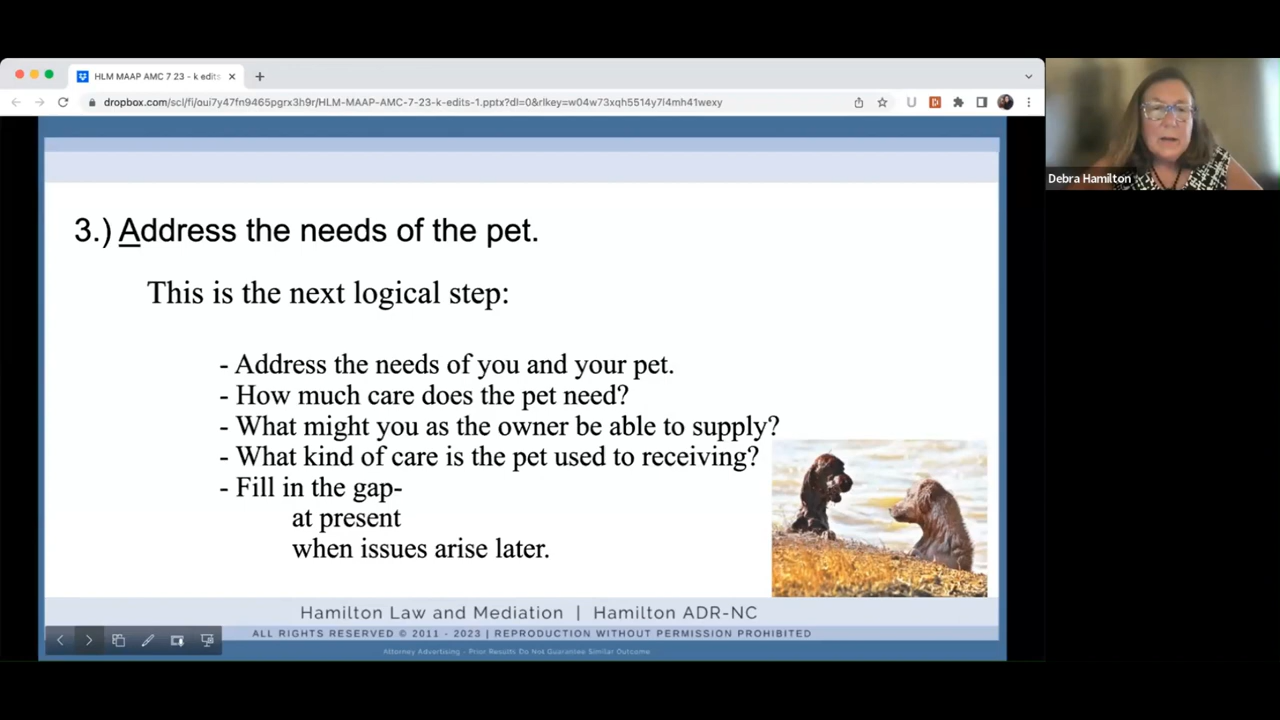 HLM MAAP AMC 7 23 - k edits
dropbox.com/scl/fi/oui7y47fn9465pgrx3h9r/HLM-MAAP-AMC-7-23-k-edits-1.pptx?dl=0&rlkey=w04w73xqh5514y7l4mh41wexy
Debra Hamilton
3.) Address the needs of the pet.
This is the next logical step:
- Address the needs of you and your pet.
- How much care does the pet need?
- What might you as the owner be able to supply?
- What kind of care is the pet used to receiving?
- Fill in the gap-
at present
when issues arise later.
Hamilton Law and Mediation | Hamilton ADR-NC
ALL RIGHTS RESERVED © 2011 - 2023 | REPRODUCTION WITHOUT PERMISSION PROHIBITED
Attorney Advertising - Prior Results Do Not Guarantee Similar Outcome